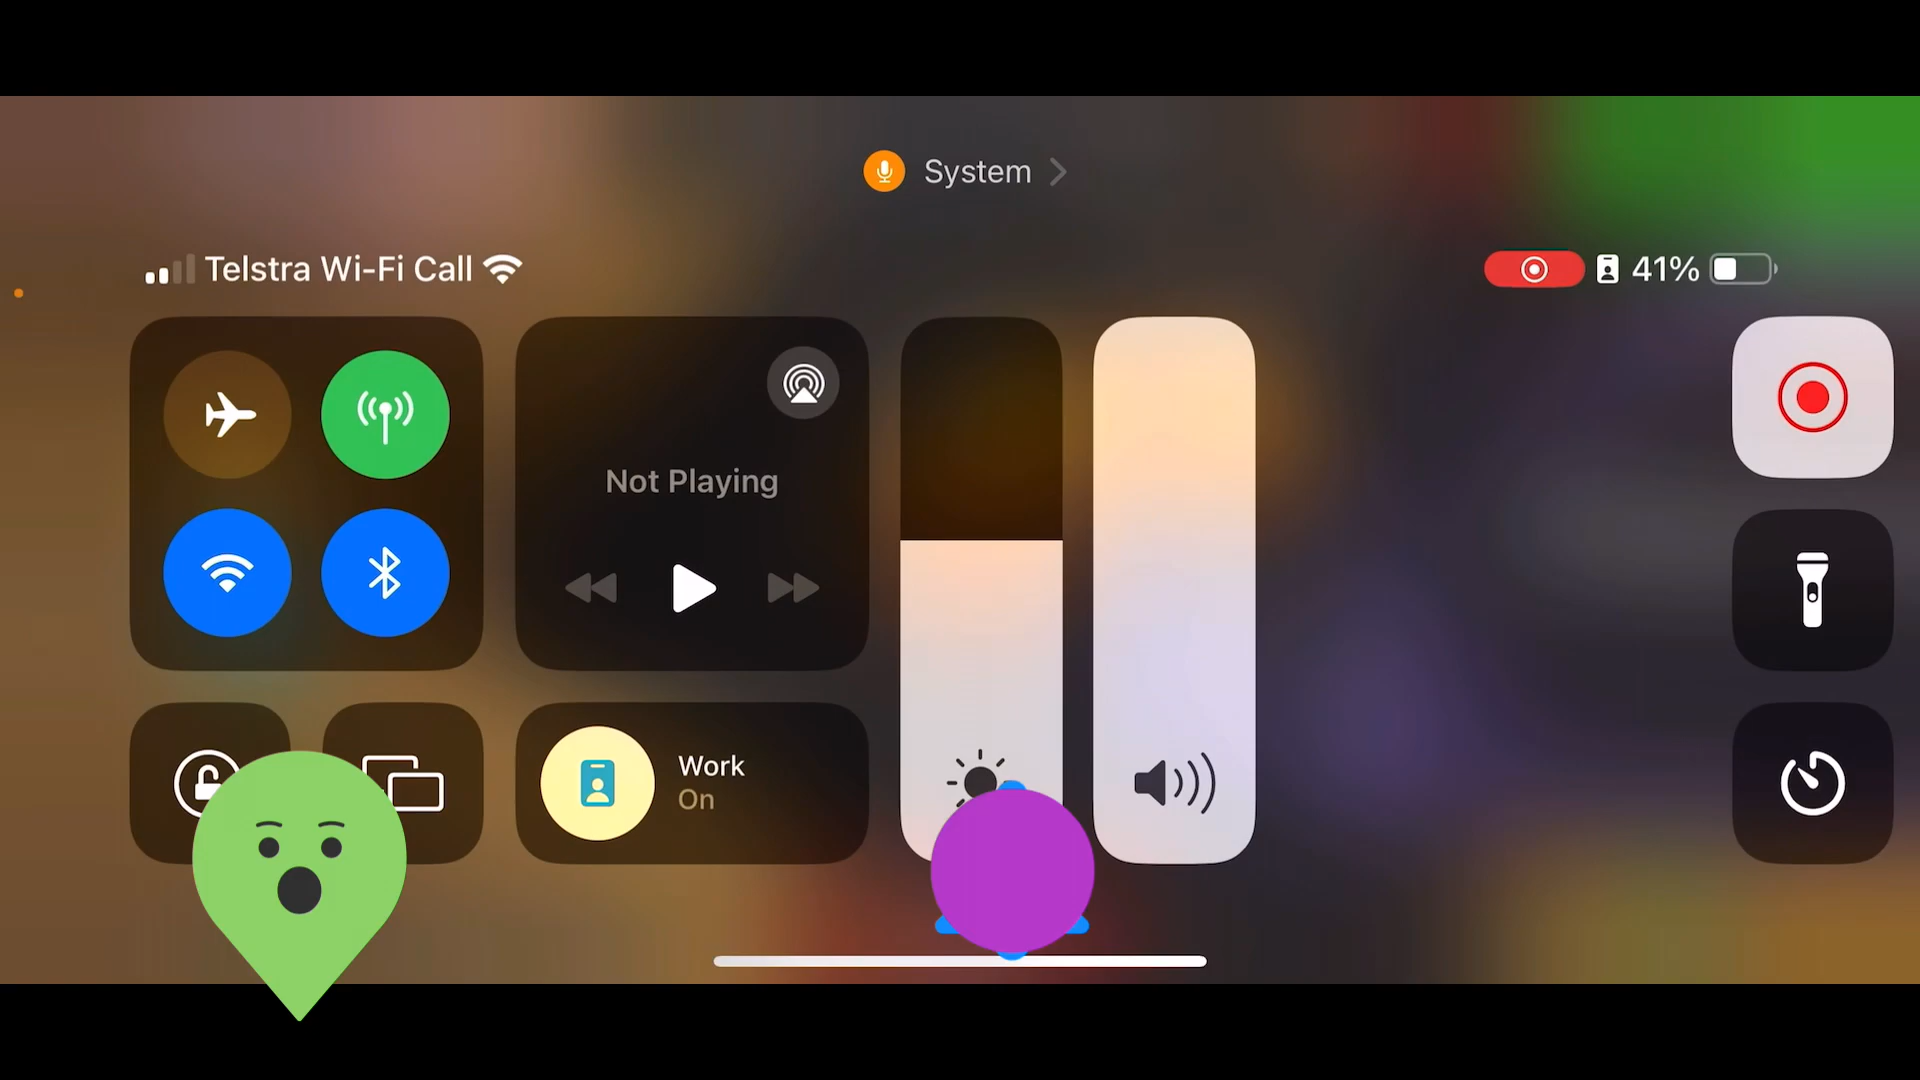 System
Telstra Wi-Fi Call
41%
Not Playing
Work
On